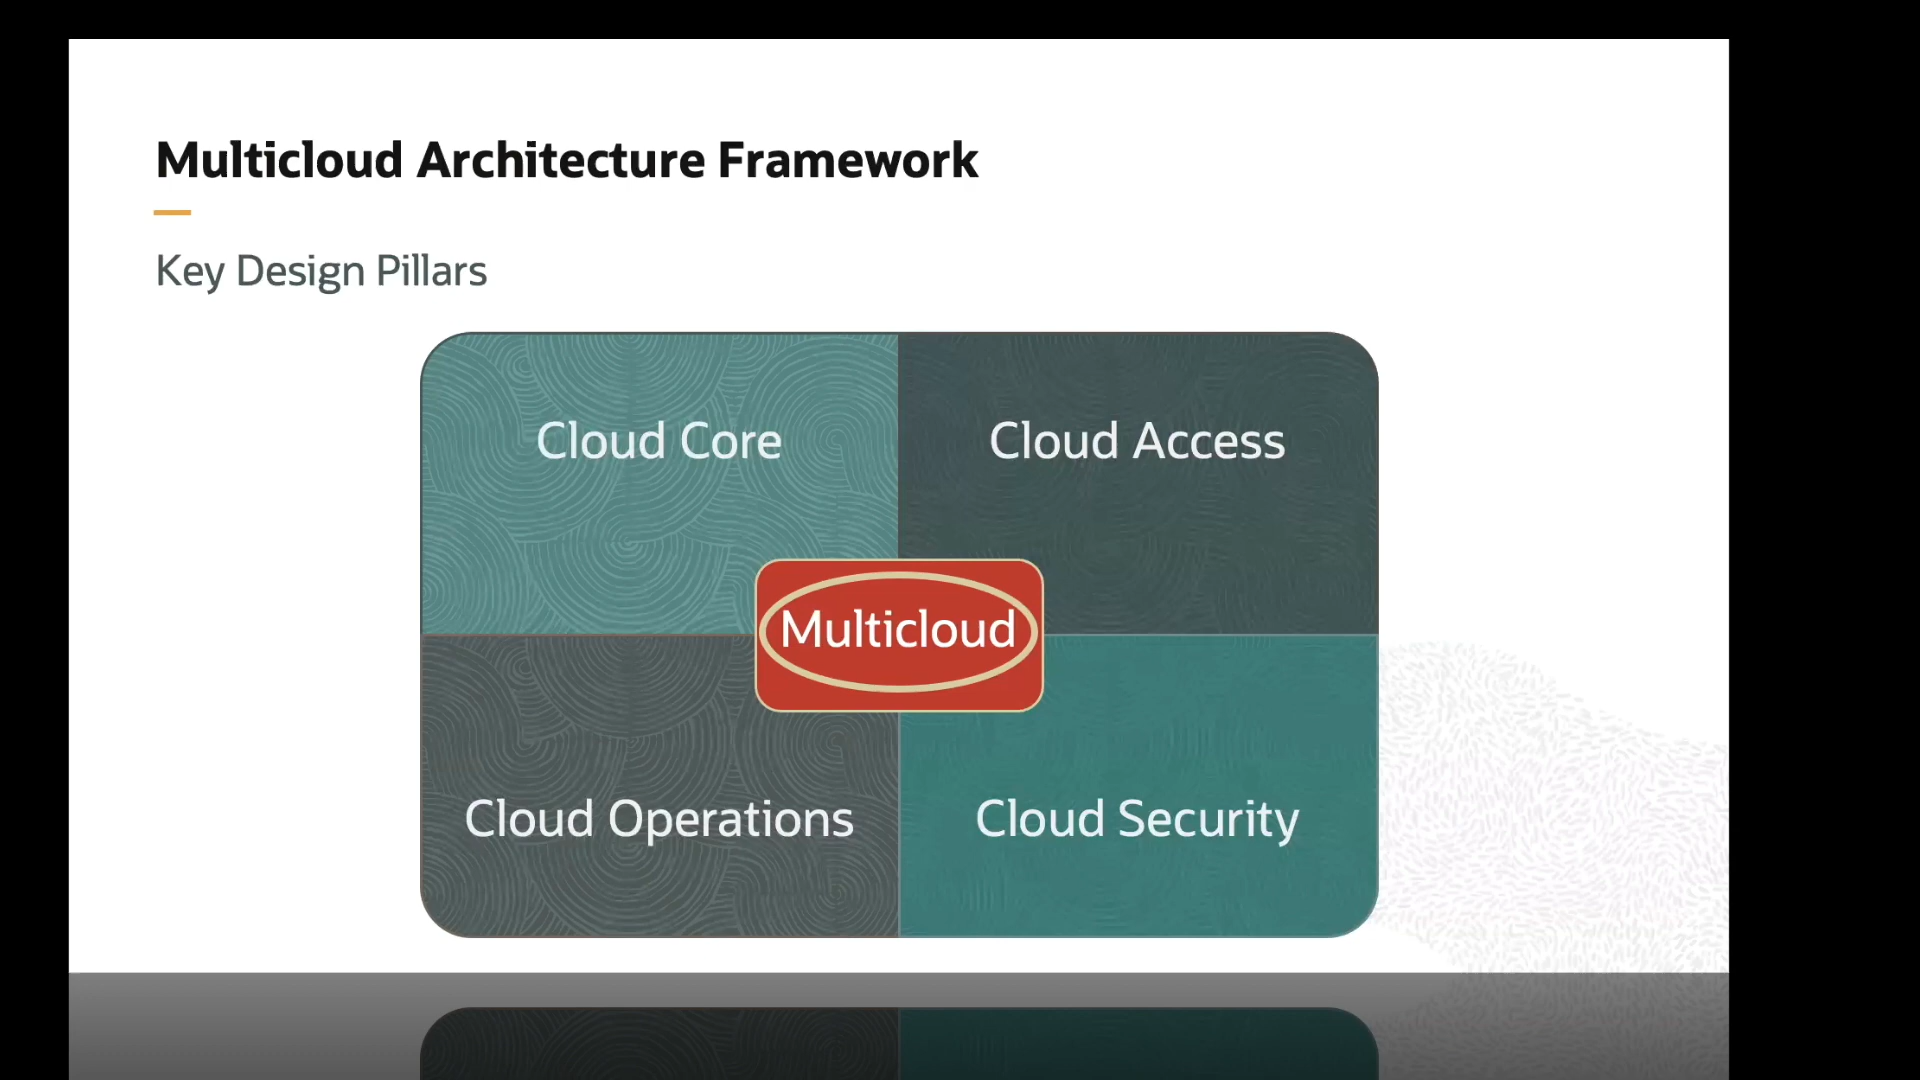 Multicloud Architecture Framework
Key Design Pillars
Cloud Core
Cloud Access
Multicloud
Cloud Operations
Cloud Security